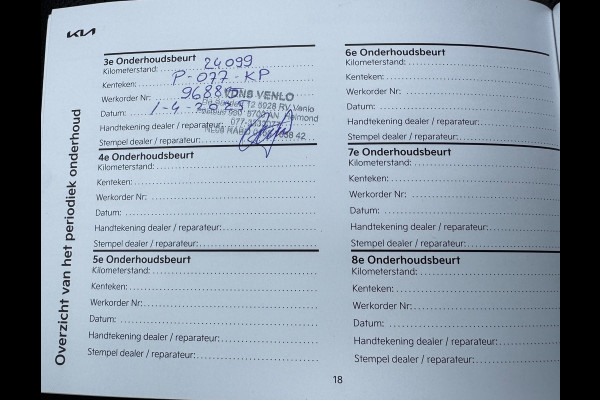 KIA
Overzicht van het periodiek onderhoud
3e Onderhoudsbeurt
Kilometerstand: 24099
Kenteken: P-077-KP
Werkorder Nr:
Datum: 1-4-2025
Handtekening dealer / reparateur:
Stempel dealer / reparateur:
VENLO
5928 RV Venlo
4e Onderhoudsbeurt
Kilometerstand:
Kenteken:
Werkorder Nr:
Datum:
Handtekening dealer / reparateur:
Stempel dealer / reparateur:
5e Onderhoudsbeurt
Kilometerstand:
Kenteken:
Werkorder Nr:
Datum:
Handtekening dealer / reparateur:
Stempel dealer / reparateur:
6e Onderhoudsbeurt
Kilometerstand:
Kenteken:
Werkorder Nr:
Datum:
Handtekening dealer / reparateur:
Stempel dealer / reparateur:
7e Onderhoudsbeurt
Kilometerstand:
Kenteken:
Werkorder Nr:
Datum:
Handtekening dealer / reparateur:
Stempel dealer / reparateur:
8e Onderhoudsbeurt
Kilometerstand:
Kenteken:
Werkorder Nr:
Datum:
Handtekening dealer / reparateur:
Stempel dealer / reparateur:
18